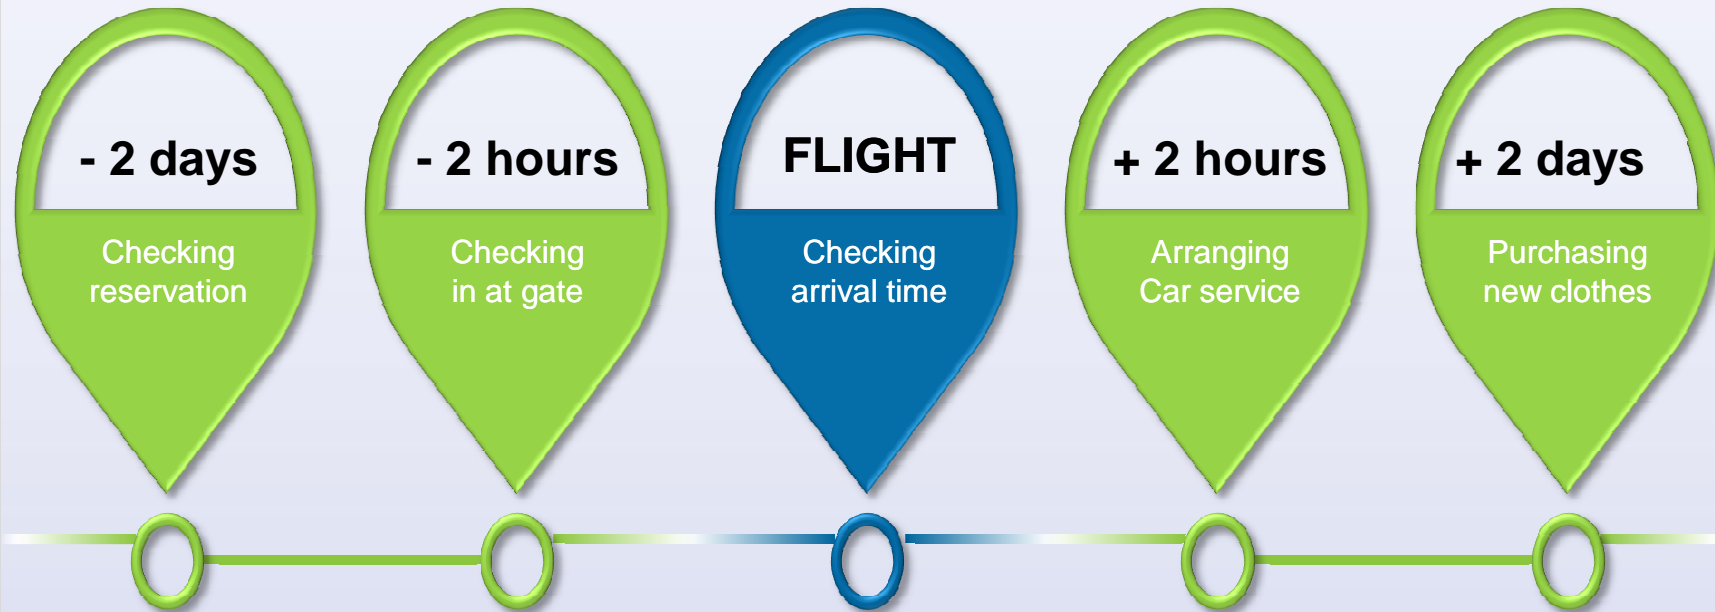 - 2 days
Checking
reservation
- 2 hours
Checking
in at gate
FLIGHT
Checking
arrival time
+ 2 hours
Arranging
Car service
+ 2 days
Purchasing
new clothes